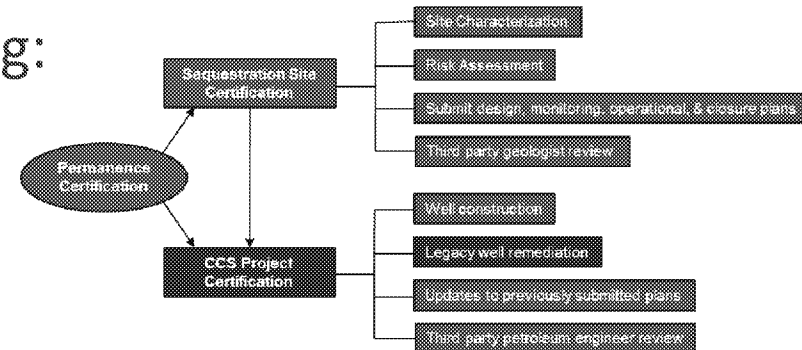 g:
Site Characterization
Risk Assessment
Sequestration Site
Certification
Submit design, monitoring, operational, & closure plans
Third party geologist review
Permanence
Certification
Well construction
CCS Project
Certification
Legacy well remediation
Updates to previously submitted plans
Third party petroleum engineer review